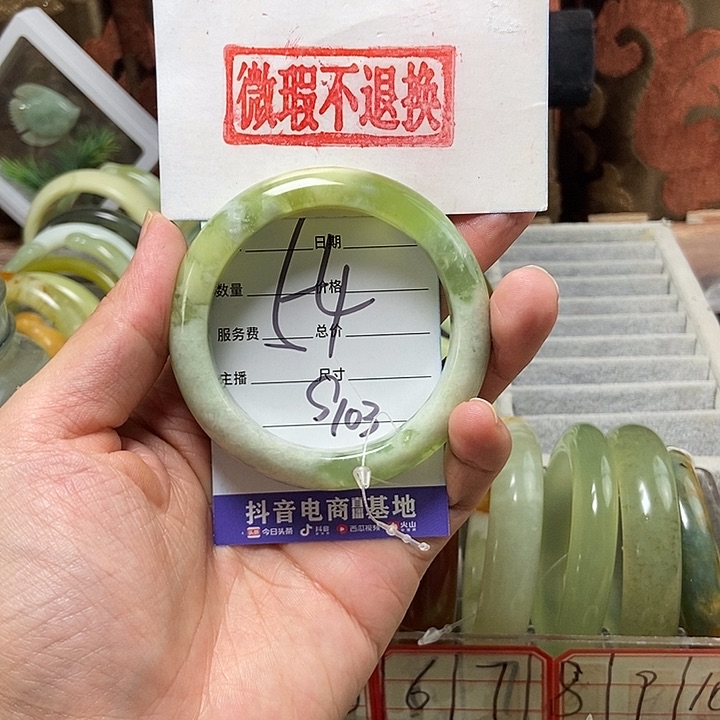 微瑕不退换
日期
数量 价格
54
服务费 总价
主播 尺寸
S103
抖音电商直播基地
今日头条 抖音 西瓜视频 火山
6 7 8 9 10